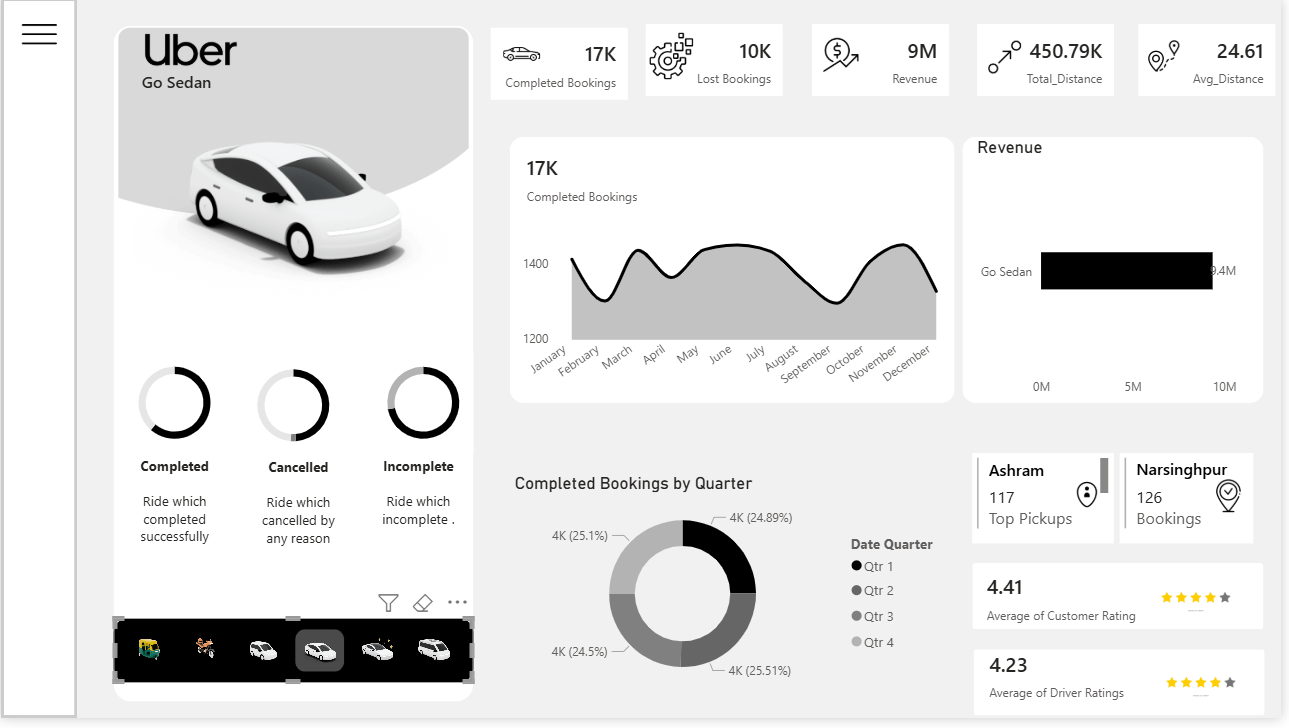 Uber
Go Sedan
17K
Completed Bookings
10K
Lost Bookings
9M
Revenue
450.79K
Total_Distance
24.61
Avg_Distance
17K
Completed Bookings
1400
1200
January
February
March
April
May
June
July
August
September
October
November
December
Revenue
Go Sedan
9.4M
0M
5M
10M
Completed
Ride which
completed
successfully
Cancelled
Ride which
cancelled by
any reason
Incomplete
Ride which
incomplete .
Completed Bookings by Quarter
4K (24.89%)
4K (25.1%)
4K (24.5%)
4K (25.51%)
Date Quarter
Qtr 1
Qtr 2
Qtr 3
Qtr 4
Ashram
117
Top Pickups
Narsinghpur
126
Bookings
4.41
Average of Customer Rating
4.23
Average of Driver Ratings